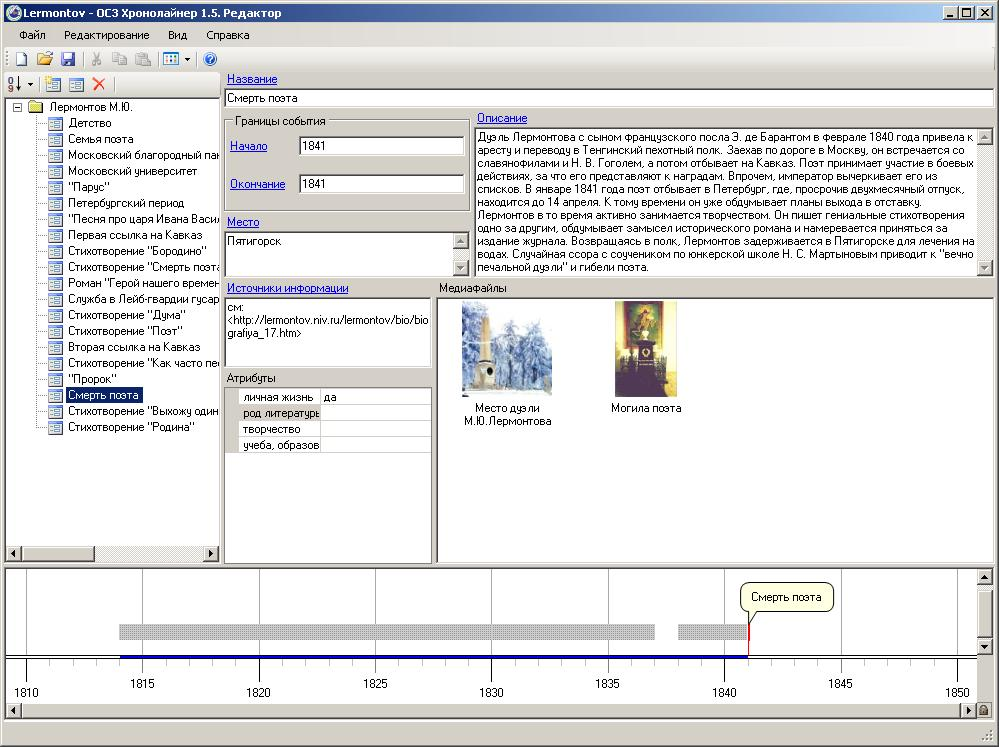 Lermontov - ОСЗ Хронолайнер 1.5. Редактор
Файл Редактирование Вид Справка
Лермонтов М.Ю.
Детство
Семья поэта
Московский благородный пан
Московский университет
"Парус"
Петербургский период
"Песня про царя Ивана Васил
Первая ссылка на Кавказ
Стихотворение "Бородино"
Стихотворение "Смерть поэта
Роман "Герой нашего времен
Служба в Лейб-гвардии гусар
Стихотворение "Дума"
Стихотворение "Поэт"
Вторая ссылка на Кавказ
Стихотворение "Как часто пе
"Пророк"
Смерть поэта
Стихотворение "Выхожу один
Стихотворение "Родина"
Название
Смерть поэта
Границы события
Начало 1841
Окончание 1841
Место
Пятигорск
Описание
Дуэль Лермонтова с сыном французского посла Э. де Барантом в феврале 1840 года привела к
аресту и переводу в Тенгинский пехотный полк. Заехав по дороге в Москву, он встречается со
славянофилами и Н. В. Гоголем, а потом отбывает на Кавказ. Поэт принимает участие в боевых
действиях, за что его представляют к наградам. Впрочем, император вычеркивает его из
списков. В январе 1841 года поэт отбывает в Петербург, где, просрочив двухмесячный отпуск,
находится до 14 апреля. К тому времени он уже обдумывает планы выхода в отставку.
Лермонтов в то время активно занимается творчеством. Он пишет гениальные стихотворения
одно за другим, обдумывает замысел исторического романа и намеревается приняться за
издание журнала. Возвращаясь в полк, Лермонтов задерживается в Пятигорске для лечения на
водах. Случайная ссора с соучеником по юнкерской школе Н. С. Мартыновым приводит к "вечно
печальной дуэли" и гибели поэта.
Источники информации
см:
<http://lermontov.niv.ru/lermontov/bio/bio
grafiya_17.htm>
Атрибуты
личная жизнь да
род литературы
творчество
учеба, образов
Медиафайлы
Место дуэли
М.Ю.Лермонтова
Могила поэта
Смерть поэта
1810 1815 1820 1825 1830 1835 1840 1845 1850